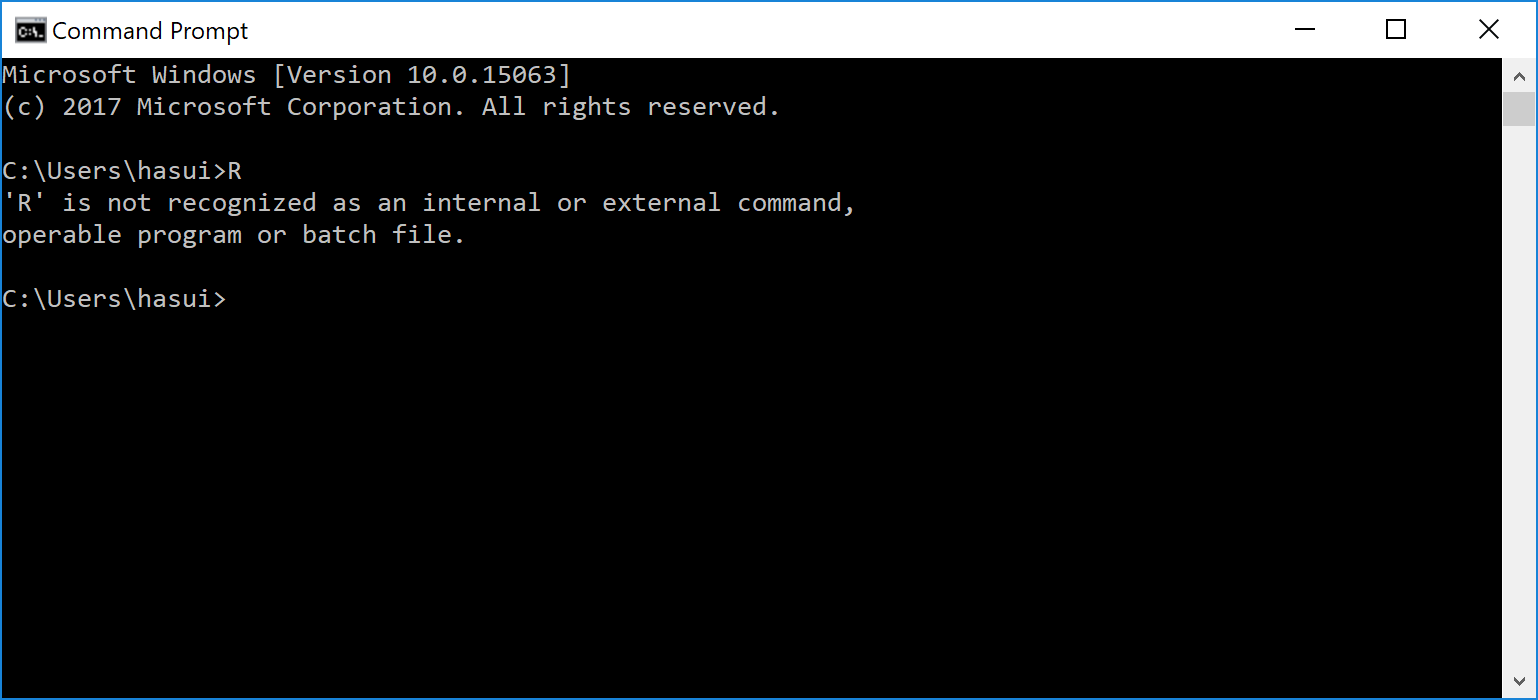 Command Prompt
Microsoft Windows [Version 10.0.15063]
(c) 2017 Microsoft Corporation. All rights reserved.
C:\Users\hasui>R
'R' is not recognized as an internal or external command,
operable program or batch file.
C:\Users\hasui>